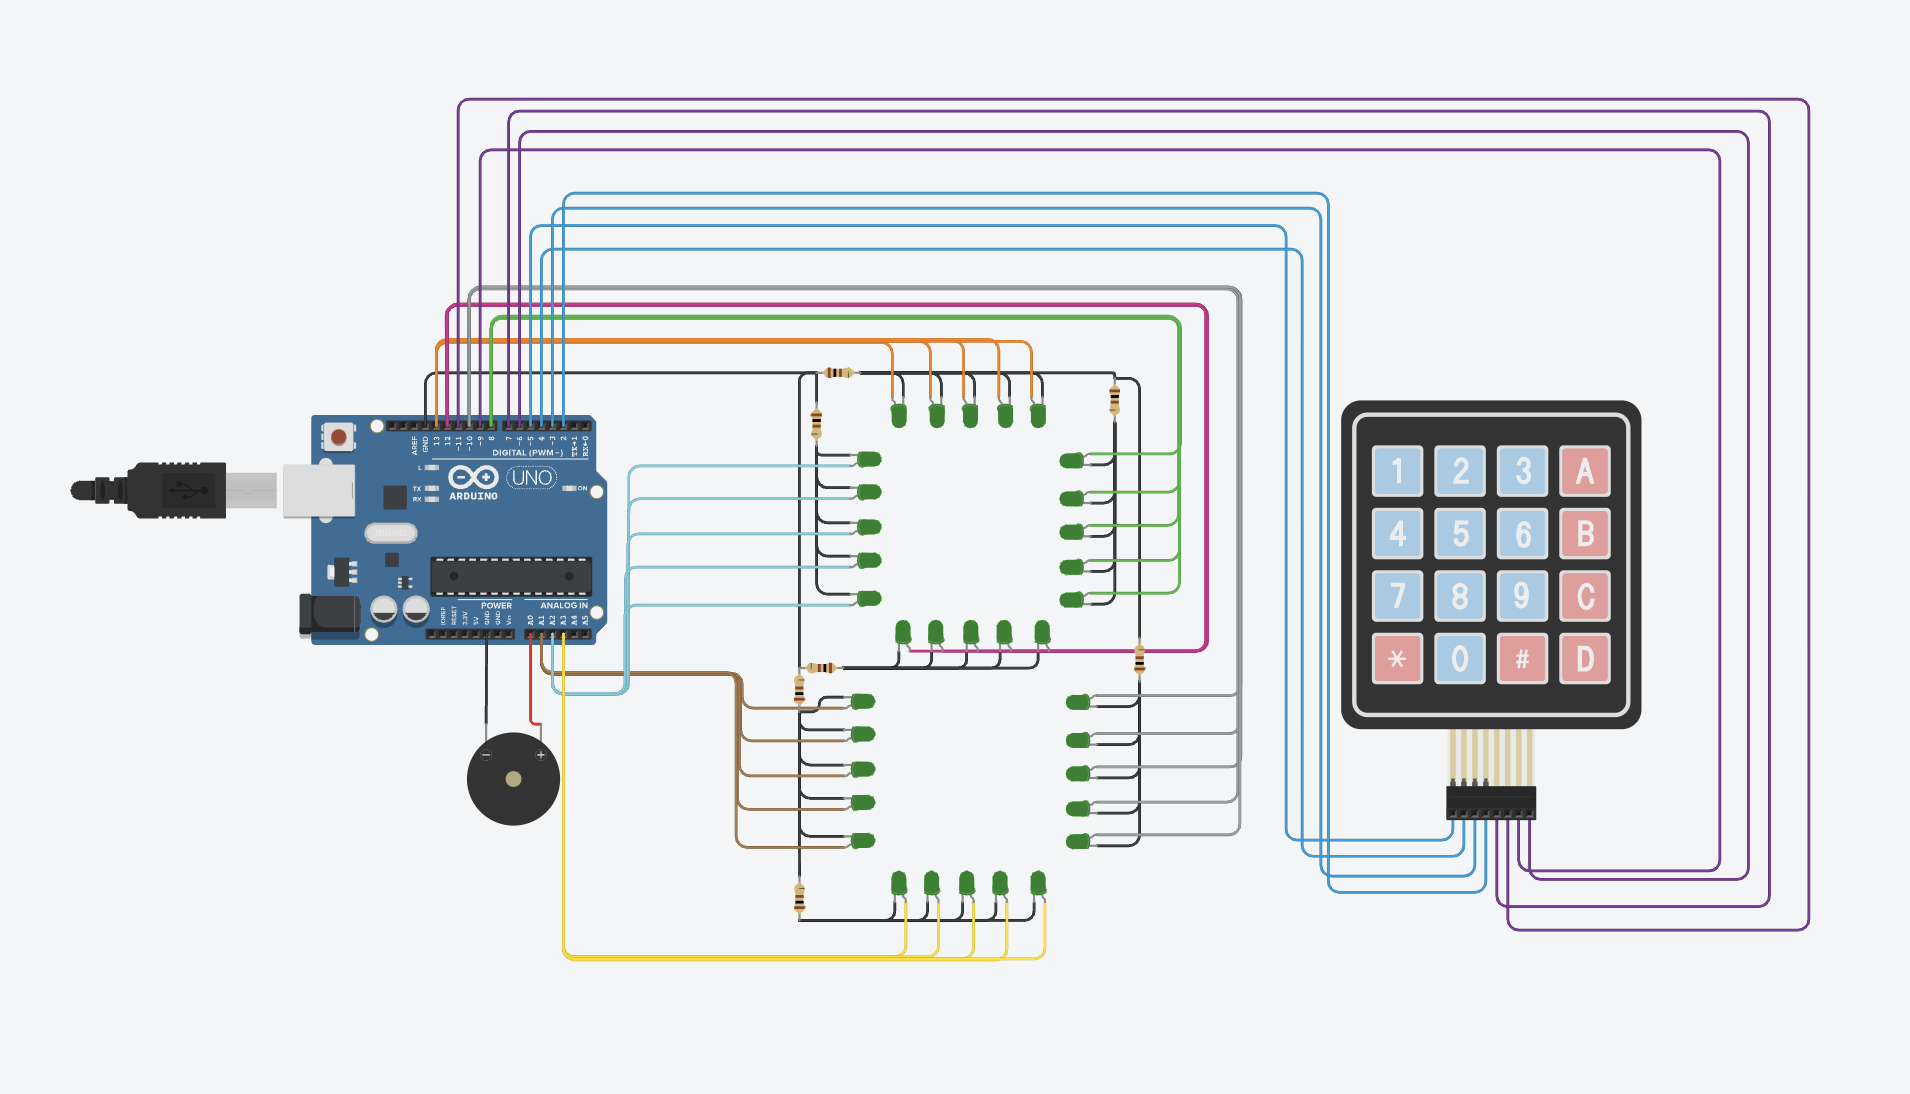 AREF
GND
13
12
~11
~10
~9
8
7
~6
~5
4
~3
2
TX→1
RX←0
DIGITAL (PWM~)
L
TX
RX
ARDUINO
UNO
ON
POWER
ANALOG IN
IOREF
RESET
3.3V
5V
GND
GND
Vin
A0
A1
A2
A3
A4
A5
1 2 3 A
4 5 6 B
7 8 9 C
* 0 # D